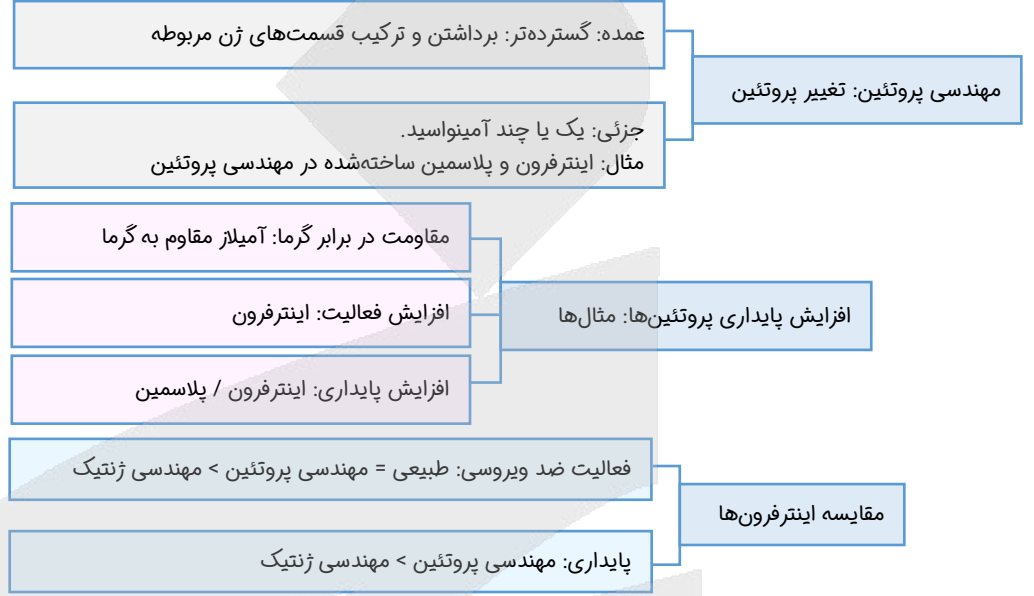 مهندسی پروتئین: تغییر پروتئین
عمده: گسترده‌تر: برداشتن و ترکیب قسمت‌های ژن مربوطه
جزئی: یک یا چند آمینواسید.
مثال: اینترفرون و پلاسمین ساخته‌شده در مهندسی پروتئین
افزایش پایداری پروتئین‌ها: مثال‌ها
مقاومت در برابر گرما: آمیلاز مقاوم به گرما
افزایش فعالیت: اینترفرون
افزایش پایداری: اینترفرون / پلاسمین
مقایسه اینترفرون‌ها
فعالیت ضد ویروسی: طبیعی = مهندسی پروتئین > مهندسی ژنتیک
پایداری: مهندسی پروتئین > مهندسی ژنتیک